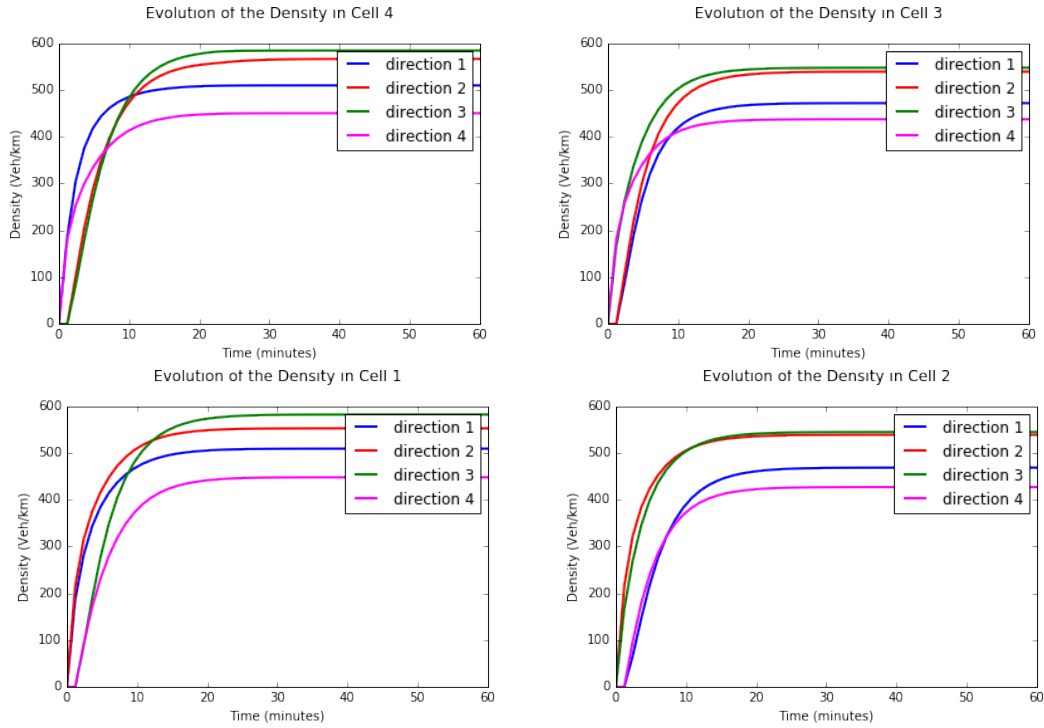 Evolution of the Density in Cell 4
600
500
400
300
200
100
0
Density (Veh/km)
0 10 20 30 40 50 60
Time (minutes)
direction 1
direction 2
direction 3
direction 4
Evolution of the Density in Cell 3
600
500
400
300
200
100
0
Density (Veh/km)
0 10 20 30 40 50 60
Time (minutes)
direction 1
direction 2
direction 3
direction 4
Evolution of the Density in Cell 1
600
500
400
300
200
100
0
Density (Veh/km)
0 10 20 30 40 50 60
Time (minutes)
direction 1
direction 2
direction 3
direction 4
Evolution of the Density in Cell 2
600
500
400
300
200
100
0
Density (Veh/km)
0 10 20 30 40 50 60
Time (minutes)
direction 1
direction 2
direction 3
direction 4